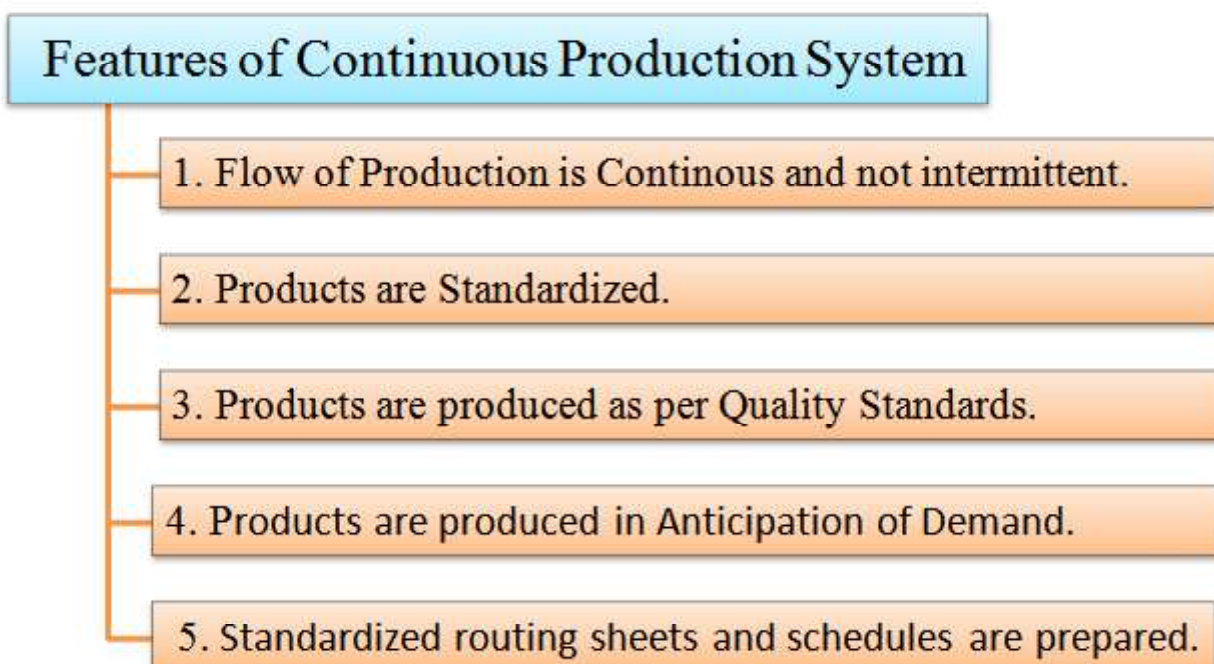 Features of Continuous Production System
1. Flow of Production is Continous and not intermittent.
2. Products are Standardized.
3. Products are produced as per Quality Standards.
4. Products are produced in Anticipation of Demand.
5. Standardized routing sheets and schedules are prepared.